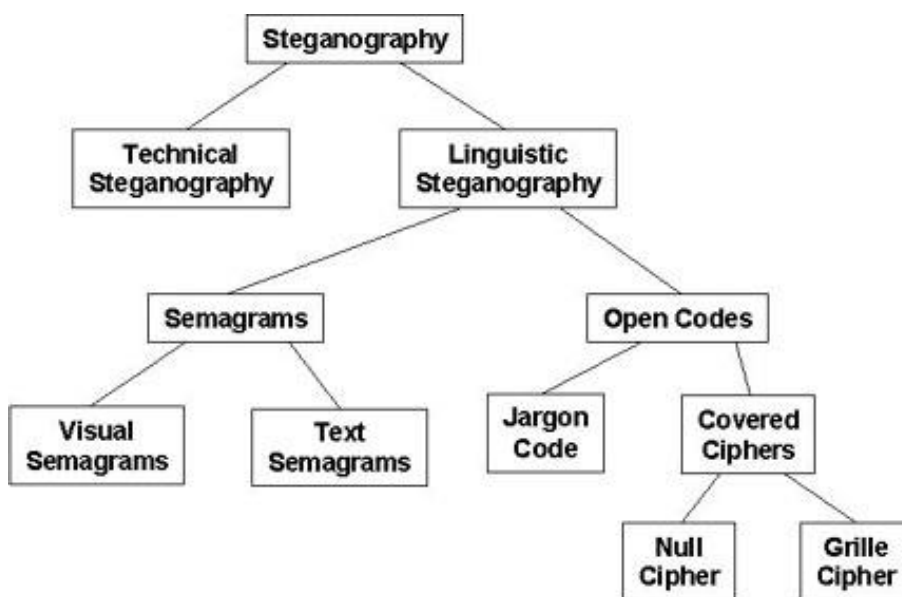 Steganography
Technical
Steganography
Linguistic
Steganography
Semagrams
Open Codes
Visual
Semagrams
Text
Semagrams
Jargon
Code
Covered
Ciphers
Null
Cipher
Grille
Cipher